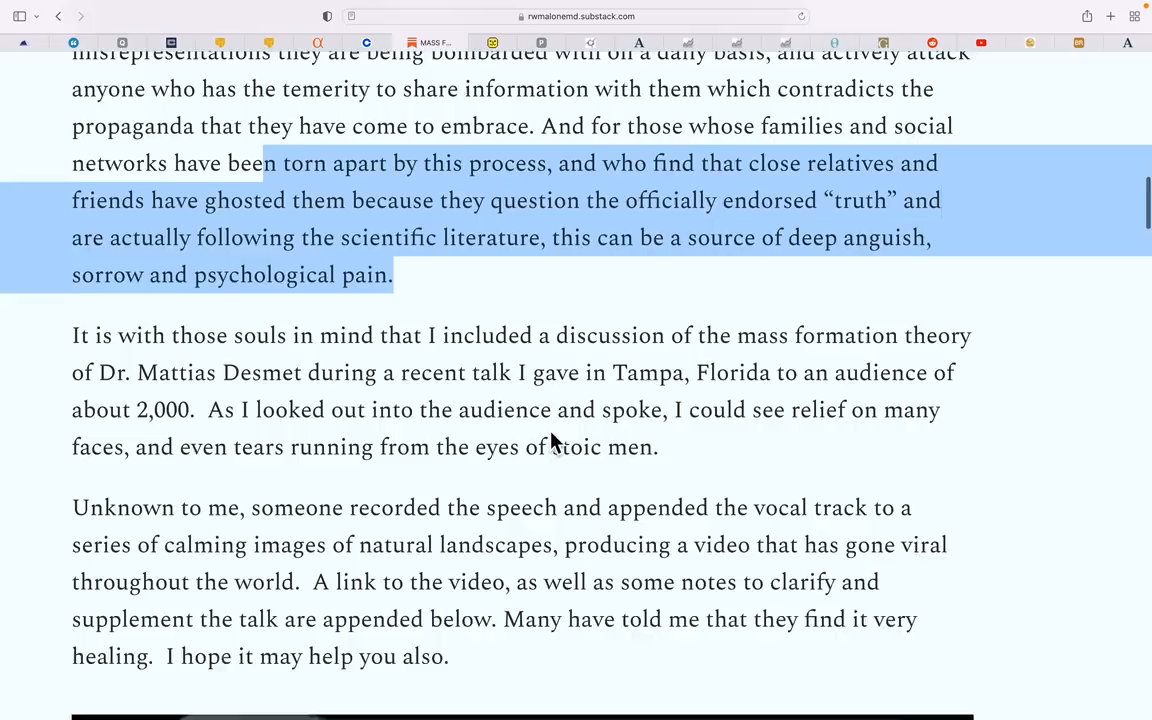 rwmalonemd.substack.com
MASS F...
misrepresentations they are being bombarded with on a daily basis, and actively attack
anyone who has the temerity to share information with them which contradicts the
propaganda that they have come to embrace. And for those whose families and social
networks have been torn apart by this process, and who find that close relatives and
friends have ghosted them because they question the officially endorsed “truth” and
are actually following the scientific literature, this can be a source of deep anguish,
sorrow and psychological pain.
It is with those souls in mind that I included a discussion of the mass formation theory
of Dr. Mattias Desmet during a recent talk I gave in Tampa, Florida to an audience of
about 2,000.  As I looked out into the audience and spoke, I could see relief on many
faces, and even tears running from the eyes of stoic men.
Unknown to me, someone recorded the speech and appended the vocal track to a
series of calming images of natural landscapes, producing a video that has gone viral
throughout the world.  A link to the video, as well as some notes to clarify and
supplement the talk are appended below. Many have told me that they find it very
healing.  I hope it may help you also.